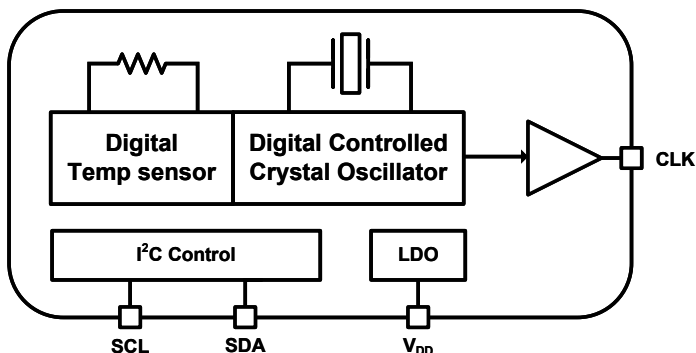 Digital
Temp sensor
Digital Controlled
Crystal Oscillator
CLK
I²C Control
LDO
SCL
SDA
V_DD